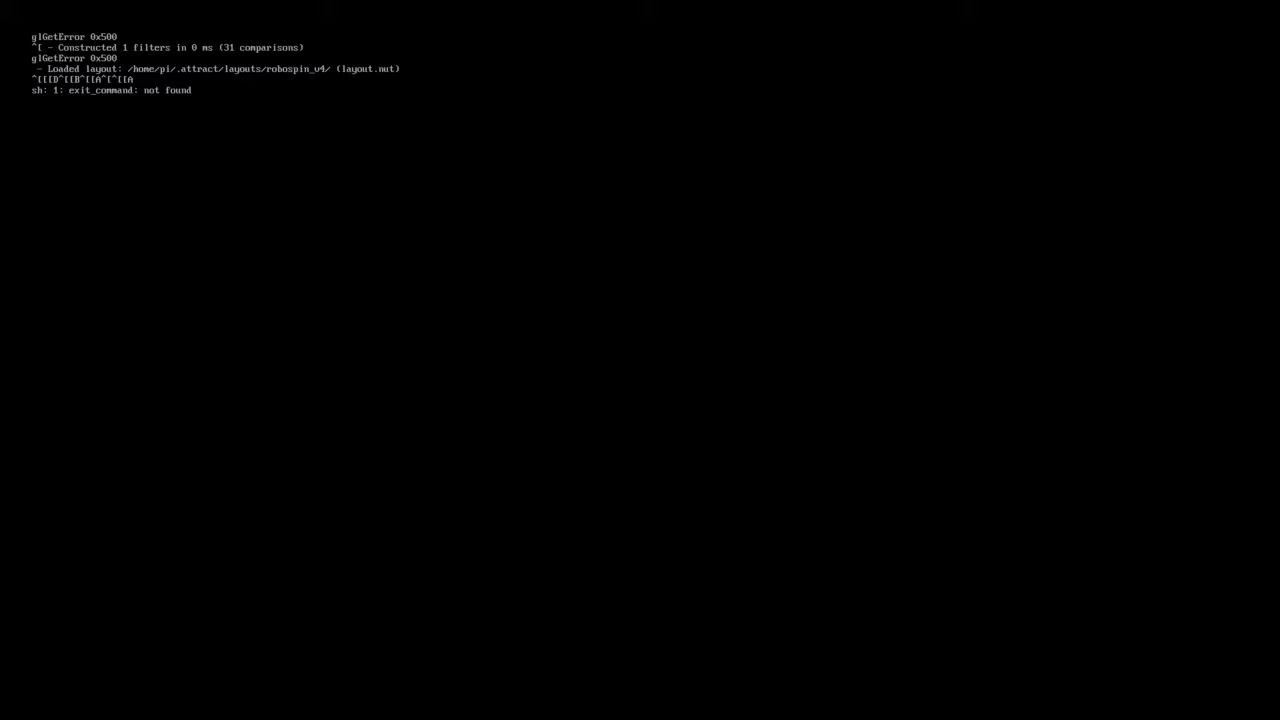 glGetError 0x500
^[ - Constructed 1 filters in 0 ms (31 comparisons)
glGetError 0x500
- Loaded layout: /home/pi/.attract/layouts/robospin_v4/ (layout.nut)
^[[[D^[[B^[[A^[^[[A
sh: 1: exit_command: not found